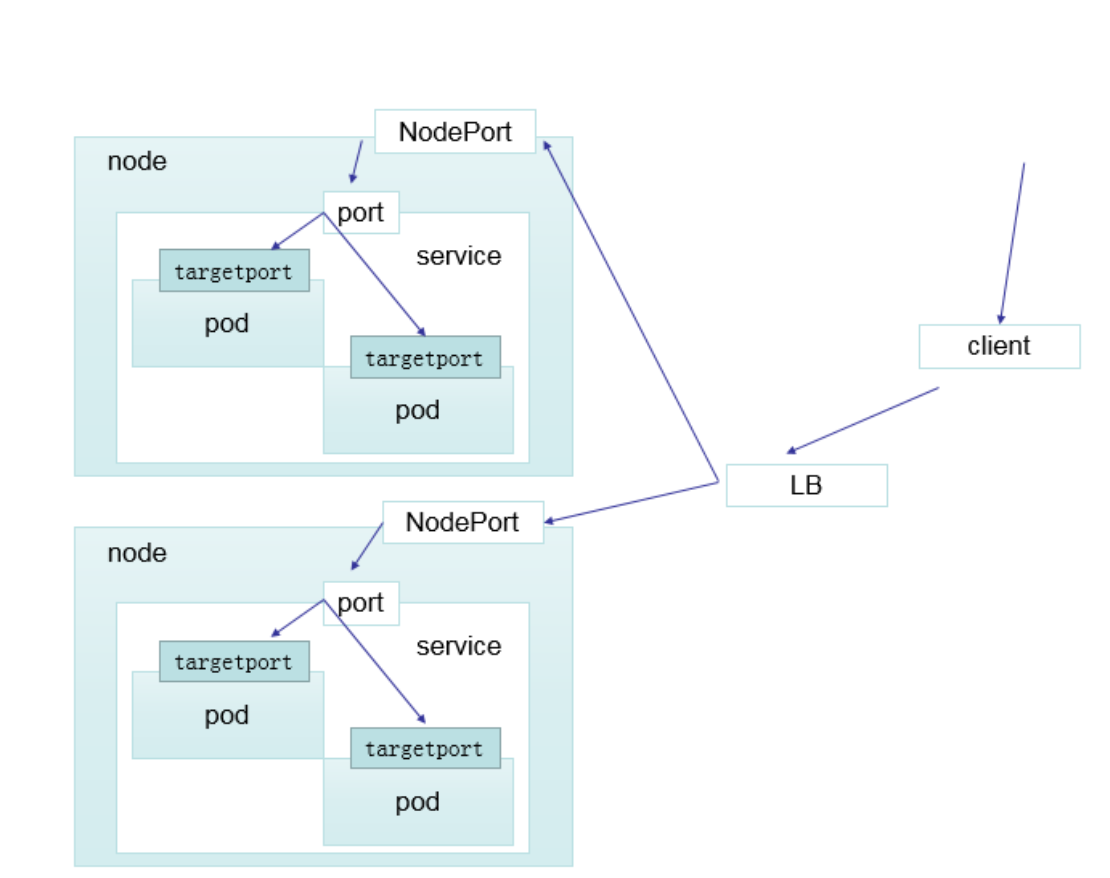 NodePort
node
port
service
targetport
pod
targetport
pod
client
LB
NodePort
node
port
service
targetport
pod
targetport
pod